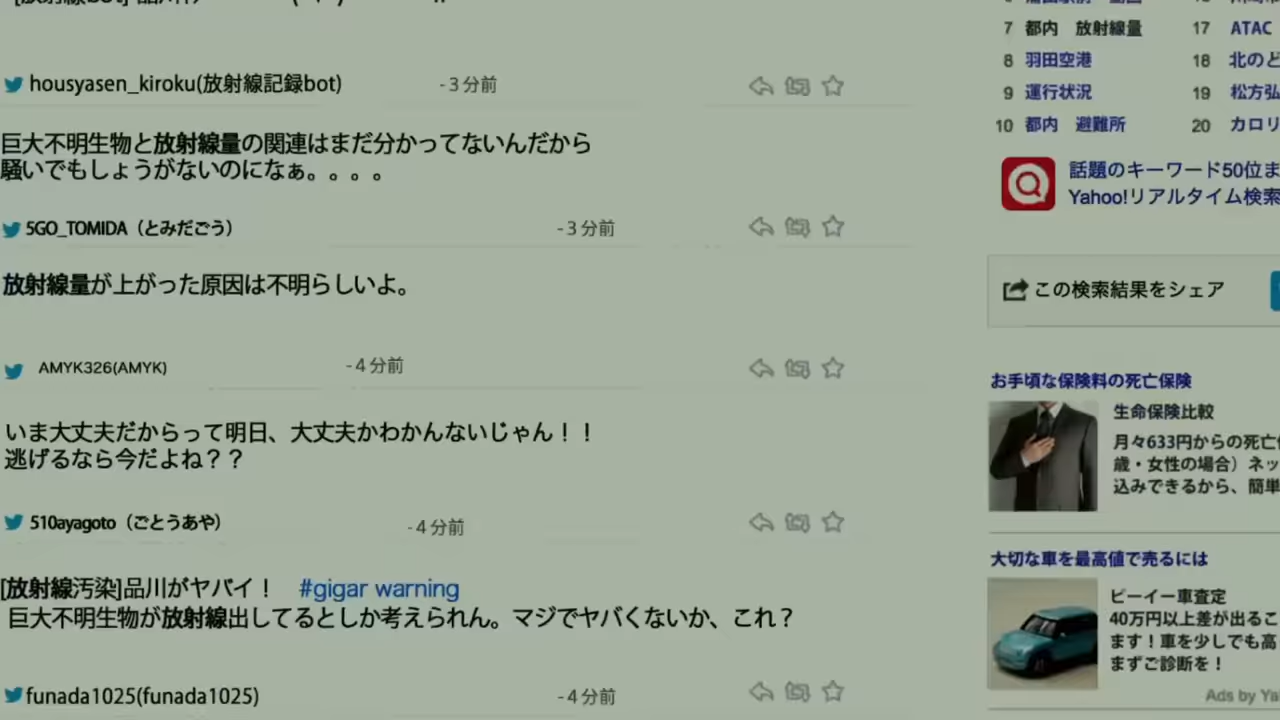 housyasen_kiroku(放射線記録bot)
- 3 分前
巨大不明生物と放射線量の関連はまだ分かってないんだから
騒いでもしょうがないのになぁ。。。。
5GO_TOMIDA（とみだごう）
- 3 分前
放射線量が上がった原因は不明らしいよ。
AMYK326(AMYK)
- 4 分前
いま大丈夫だからって明日、大丈夫かわかんないじゃん！！
逃げるなら今だよね？？
510ayagoto（ごとうあや）
- 4 分前
[放射線汚染]品川がヤバイ！ #gigar warning
巨大不明生物が放射線出してるとしか考えられん。マジでヤバくないか、これ？
funada1025(funada1025)
- 4 分前
7 都内 放射線量
17 ATAC
8 羽田空港
18 北のど
9 運行状況
19 松方弘
10 都内 避難所
20 カロリ
話題のキーワード50位ま
Yahoo!リアルタイム検索
この検索結果をシェア
お手頃な保険料の死亡保険
生命保険比較
月々633円からの死亡
歳・女性の場合）ネッ
込みできるから、簡単
大切な車を最高値で売るには
ビーイー車査定
40万円以上差が出るこ
ます！車を少しでも高
まずご診断を！
Ads by Ya